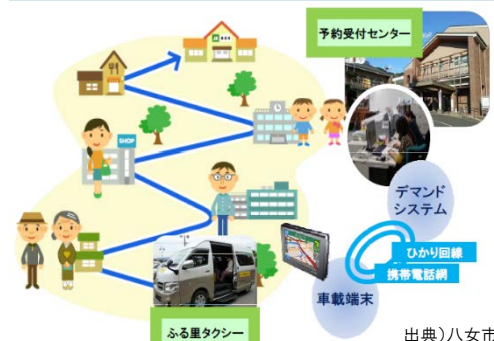 予約受付センター
SHOP
デマンド
システム
ひかり回線
携帯電話網
車載端末
ふる里タクシー
出典)八女市